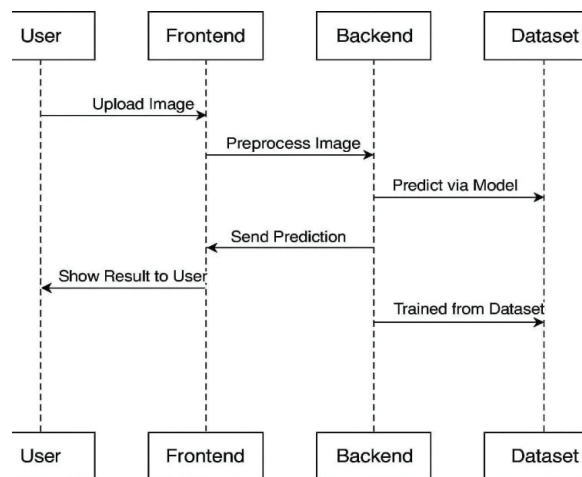 User Frontend Backend Dataset
Upload Image
Preprocess Image
Predict via Model
Send Prediction
Show Result to User
Trained from Dataset
User Frontend Backend Dataset